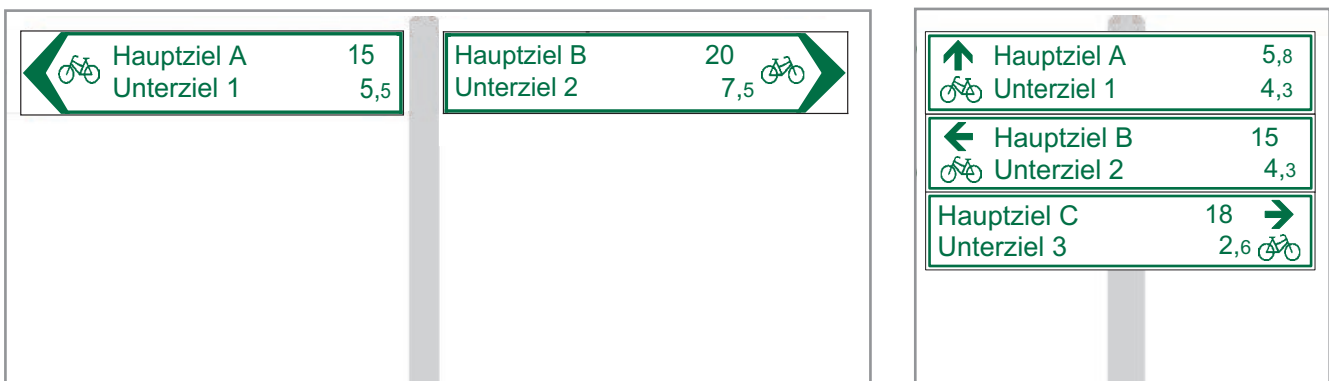 Hauptziel A 15
Unterziel 1 5,5
Hauptziel B 20
Unterziel 2 7,5
Hauptziel A 5,8
Unterziel 1 4,3
Hauptziel B 15
Unterziel 2 4,3
Hauptziel C 18
Unterziel 3 2,6